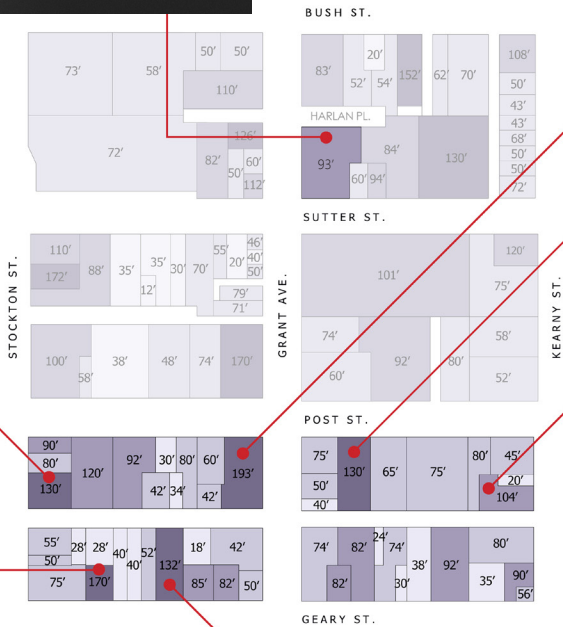 BUSH ST.
50' 50'
73' 58'
110'
126'
72'
82' 60'
50'
112'
20'
83' 152' 62' 70'
52' 54'
HARLAN PL.
84'
93' 130'
60' 94'
108'
50'
43'
43'
68'
50'
50'
72'
SUTTER ST.
STOCKTON ST.
GRANT AVE.
KEARNY ST.
110' 55' 46'
35' 40'
172' 88' 35' 30' 70' 20' 50'
12' 79'
71'
100' 38' 48' 74' 170'
58'
120'
101'
75'
74' 58'
92' 80'
60' 52'
POST ST.
90'
80' 92' 30' 80' 60'
120' 193'
130' 42' 34' 42'
75' 80' 45'
130' 65' 75' 20'
50' 104'
40'
55' 28' 28' 18' 42'
50' 40' 40' 52' 132'
75' 170' 85' 82' 50'
24' 80'
74' 82' 74' 38' 92'
82' 30' 35' 90'
56'
GEARY ST.